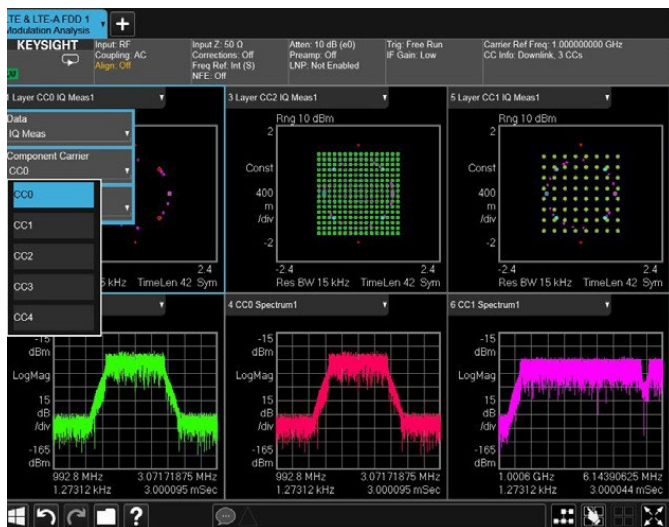 TE & LTE-A FDD 1
Modulation Analysis
+
KEYSIGHT
Input: RF
Coupling: AC
Align: Off
Input Z: 50 Ω
Corrections: Off
Freq Ref: Int (S)
NFE: Off
Atten: 10 dB (e0)
Preamp: Off
LNP: Not Enabled
Trig: Free Run
IF Gain: Low
Carrier Ref Freq: 1.000000000 GHz
CC Info: Downlink, 3 CCs
1 Layer CC0 IQ Meas1
Data
IQ Meas
Component Carrier
CC0
CC0
CC1
CC2
CC3
CC4
2.4
5 kHz TimeLen 42 Sym
3 Layer CC2 IQ Meas1
Rng 10 dBm
2
Const
400
m
/div
-2
-2.4
2.4
Res BW 15 kHz TimeLen 42 Sym
5 Layer CC1 IQ Meas1
Rng 10 dBm
2
Const
400
m
/div
-2
-2.4
2.4
Res BW 15 kHz TimeLen 42 Sym
-15
dBm
LogMag
15
dB
/div
-165
dBm
992.8 MHz 3.07171875 MHz
1.27312 kHz 3.000095 mSec
4 CC0 Spectrum1
-15
dBm
LogMag
15
dB
/div
-165
dBm
992.8 MHz 3.07171875 MHz
1.27312 kHz 3.000095 mSec
6 CC1 Spectrum1
-15
dBm
LogMag
15
dB
/div
-165
dBm
1.0006 GHz 6.14390625 MHz
1.27312 kHz 3.000044 mSec
?